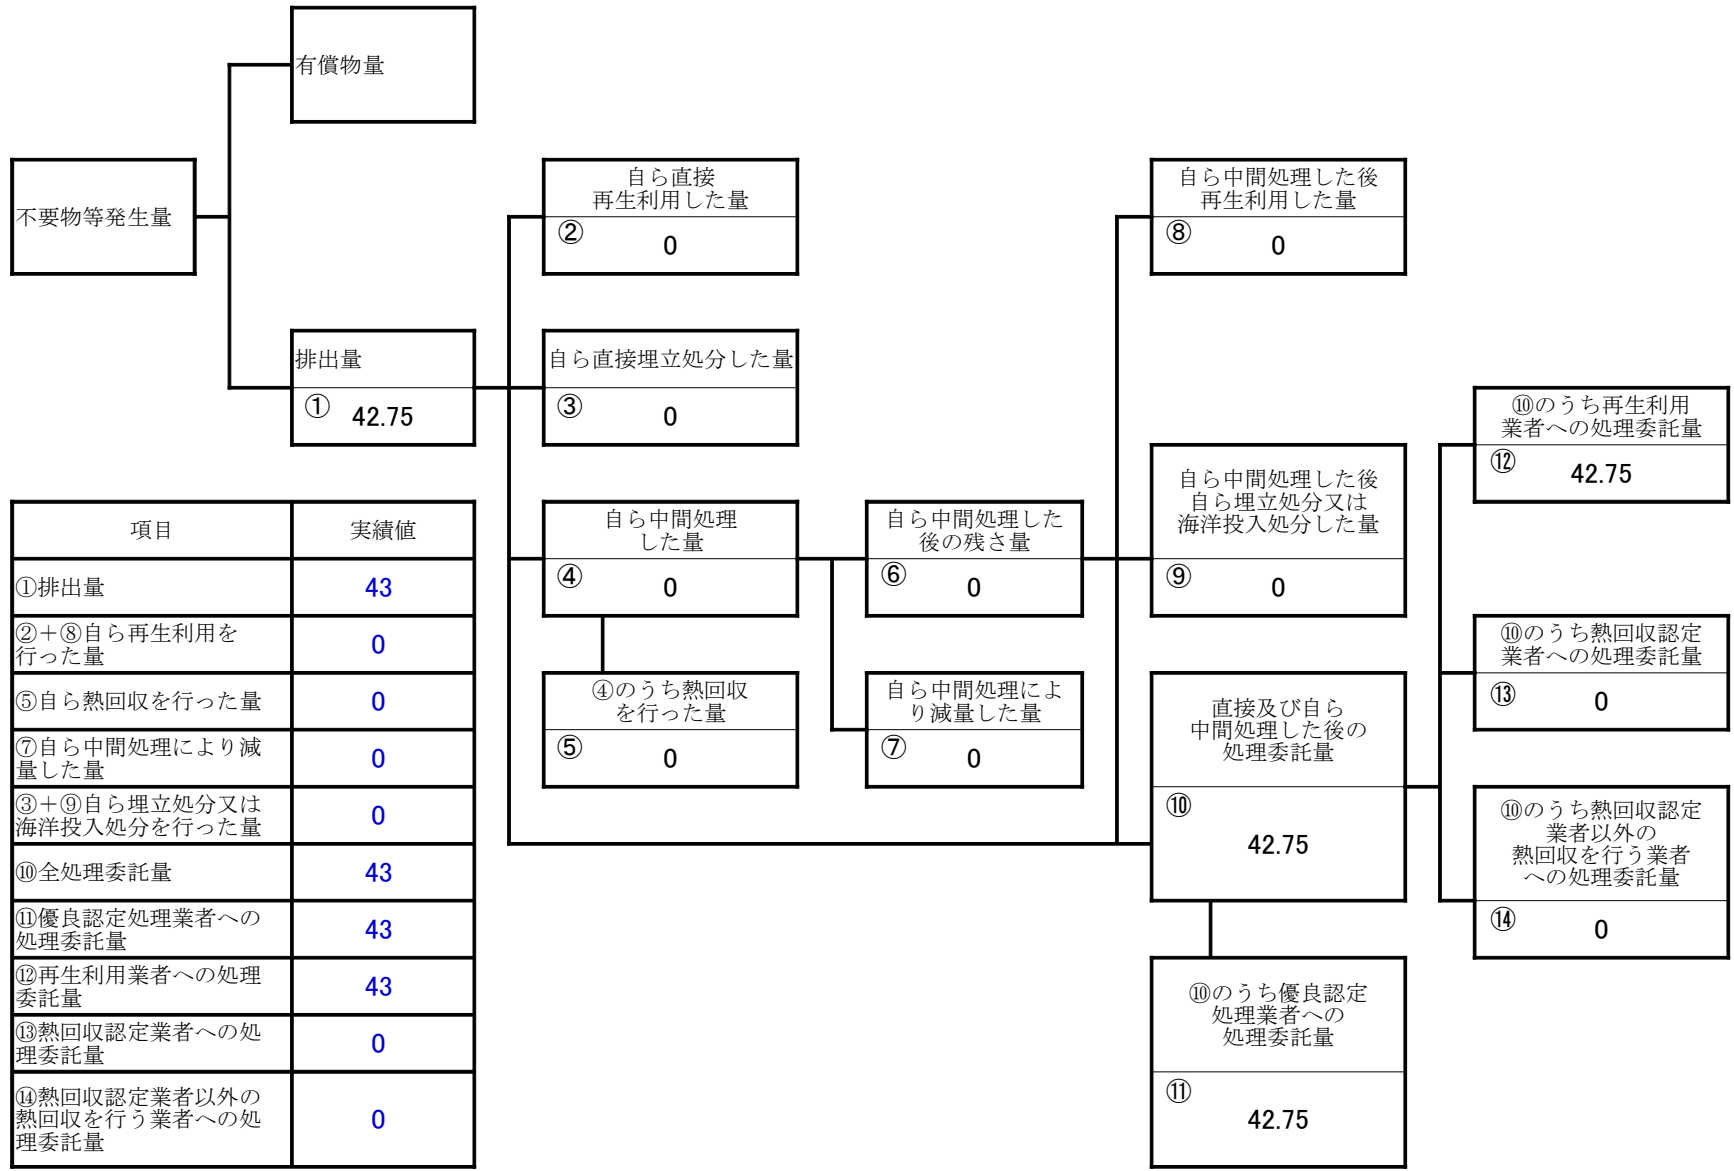 有償物量
不要物等発生量
排出量
①
42.75
自ら直接
再生利用した量
②
0
自ら直接埋立処分した量
③
0
自ら中間処理
した量
④
0
④のうち熱回収
を行った量
⑤
0
自ら中間処理した
後の残さ量
⑥
0
自ら中間処理によ
り減量した量
⑦
0
自ら中間処理した後
再生利用した量
⑧
0
自ら中間処理した後
自ら埋立処分又は
海洋投入処分した量
⑨
0
直接及び自ら
中間処理した後の
処理委託量
⑩
42.75
⑩のうち優良認定
処理業者への
処理委託量
⑪
42.75
⑩のうち再生利用
業者への処理委託量
⑫
42.75
⑩のうち熱回収認定
業者への処理委託量
⑬
0
⑩のうち熱回収認定
業者以外の
熱回収を行う業者
への処理委託量
⑭
0
項目 実績値
①排出量 43
②＋⑧自ら再生利用を
行った量 0
⑤自ら熱回収を行った量 0
⑦自ら中間処理により減
量した量 0
③＋⑨自ら埋立処分又は
海洋投入処分を行った量 0
⑩全処理委託量 43
⑪優良認定処理業者への
処理委託量 43
⑫再生利用業者への処理
委託量 43
⑬熱回収認定業者への処
理委託量 0
⑭熱回収認定業者以外の
熱回収を行う業者への処
理委託量 0